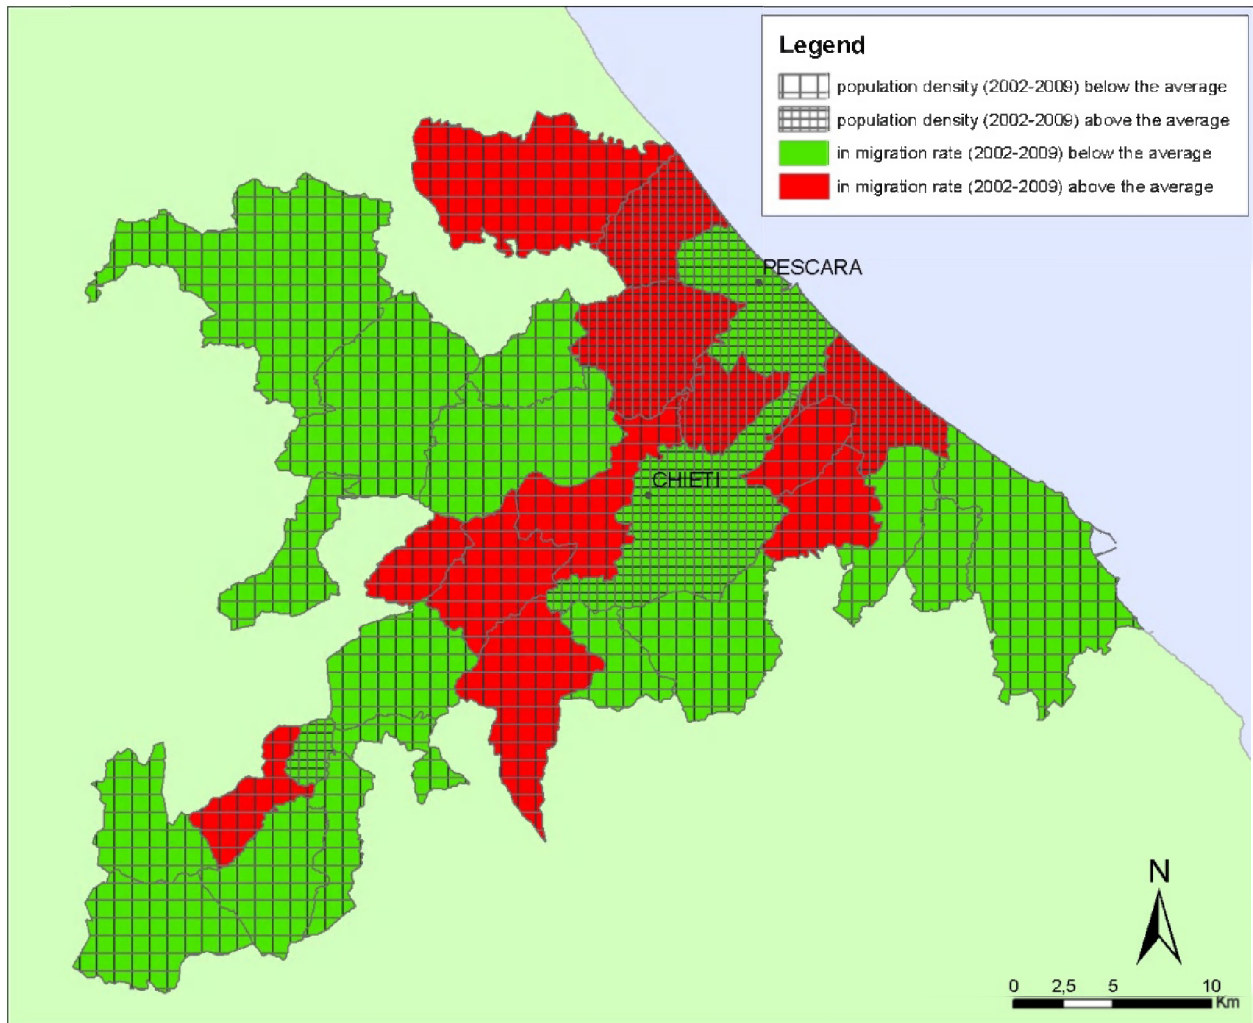 Legend
population density (2002-2009) below the average
population density (2002-2009) above the average
in migration rate (2002-2009) below the average
in migration rate (2002-2009) above the average
PESCARA
CHIETI
N
0 2,5 5 10
Km